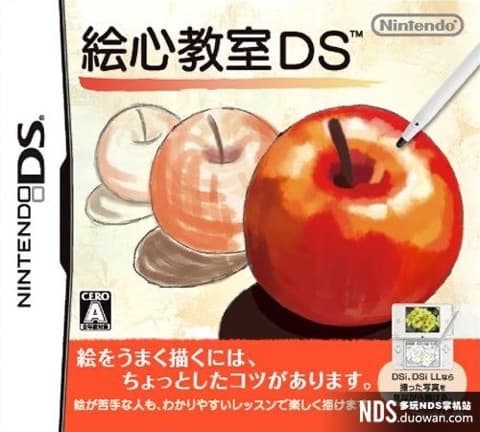 絵心教室DS™
Nintendo®
NINTENDO DS™
CERO
A
絵をうまく描くには、
ちょっとしたコツがあります。
絵が苦手な人も、わかりやすいレッスンで楽しく描けま
DSi、DSi LLなら
撮った写真を
NDS 多玩NDS掌机站
.duowan.com